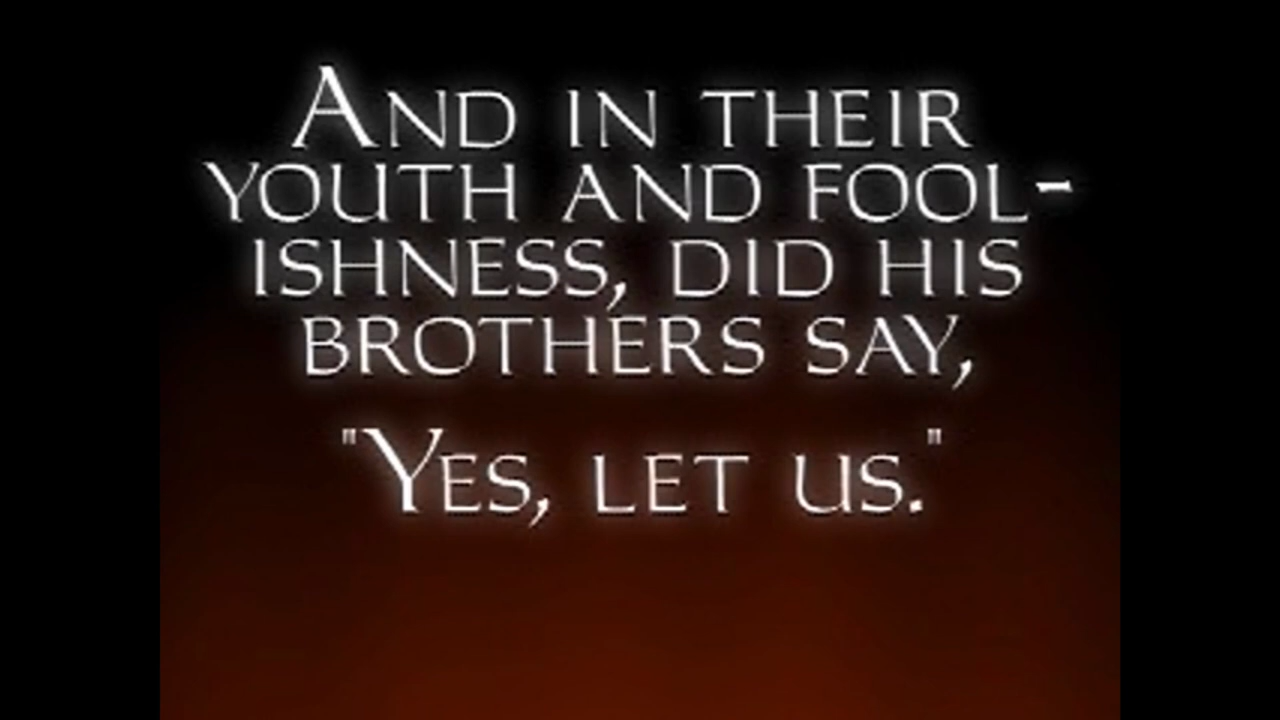 And in their
youth and fool-
ishness, did his
brothers say,
"Yes, let us."